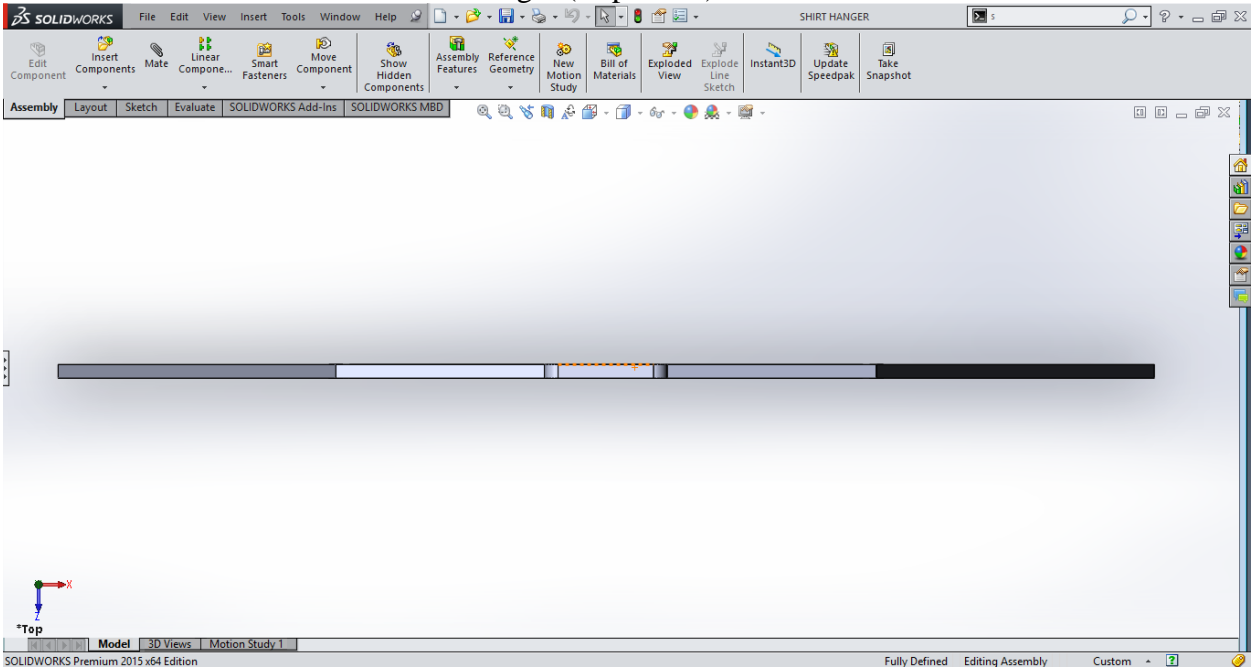 SOLIDWORKS File Edit View Insert Tools Window Help SHIRT HANGER s
Edit Component
Insert Components
Mate
Linear Compone...
Smart Fasteners
Move Component
Show Hidden Components
Assembly Features
Reference Geometry
New Motion Study
Bill of Materials
Exploded View
Explode Line Sketch
Instant3D
Update Speedpak
Take Snapshot
Assembly Layout Sketch Evaluate SOLIDWORKS Add-Ins SOLIDWORKS MBD
X
Z
*Top
Model 3D Views Motion Study 1
SOLIDWORKS Premium 2015 x64 Edition Fully Defined Editing Assembly Custom